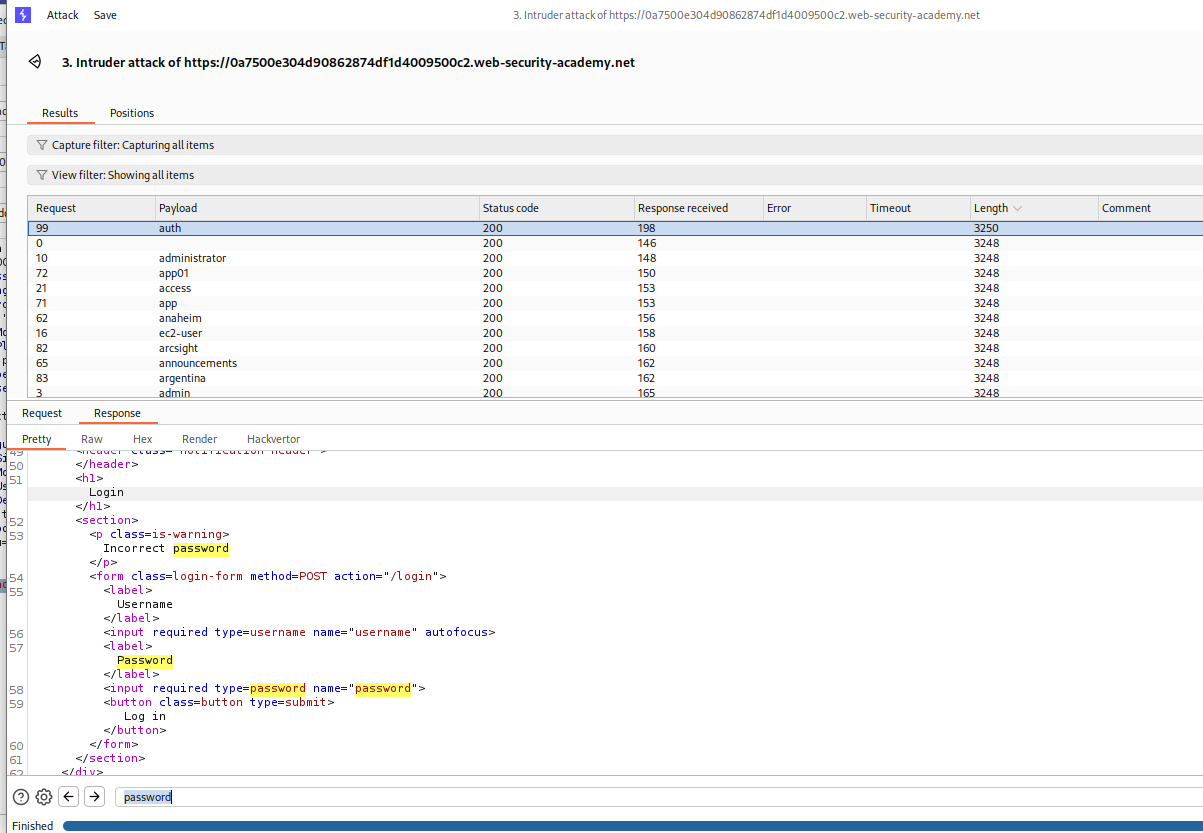 Attack Save 3. Intruder attack of https://0a7500e304d90862874df1d4009500c2.web-security-academy.net
3. Intruder attack of https://0a7500e304d90862874df1d4009500c2.web-security-academy.net
Results Positions
Capture filter: Capturing all items
View filter: Showing all items
Request Payload Status code Response received Error Timeout Length Comment
99 auth 200 198 3250
0 200 146 3248
10 administrator 200 148 3248
72 app01 200 150 3248
21 access 200 153 3248
71 app 200 153 3248
62 anaheim 200 156 3248
16 ec2-user 200 158 3248
82 arcsight 200 160 3248
65 announcements 200 162 3248
83 argentina 200 162 3248
3 admin 200 165 3248
Request Response
Pretty Raw Hex Render Hackvertor
49 <header class="notification-header">
50 </header>
51 <h1>
Login
</h1>
52 <section>
53 <p class=is-warning>
Incorrect password
</p>
54 <form class=login-form method=POST action="/login">
55 <label>
Username
</label>
56 <input required type=username name="username" autofocus>
57 <label>
Password
</label>
58 <input required type=password name="password">
59 <button class=button type=submit>
Log in
</button>
60 </form>
61 </section>
62 </div>
password
Finished